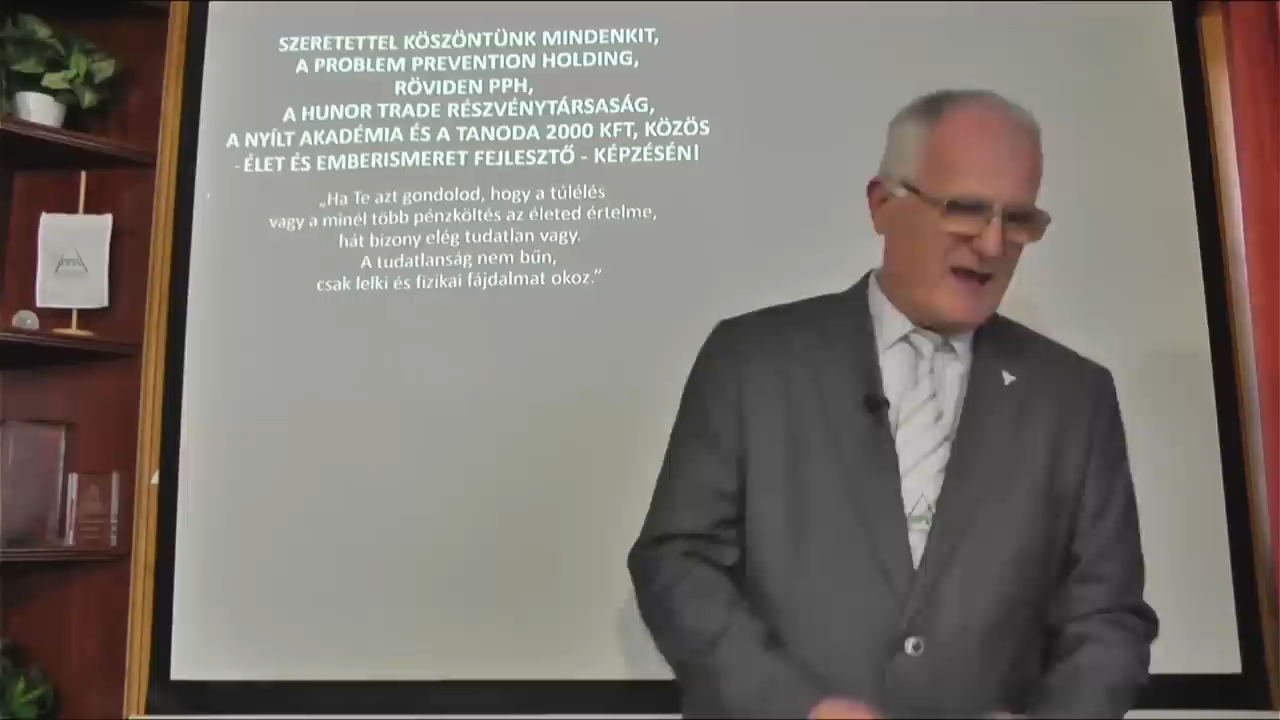 SZERETETTEL KÖSZÖNTÜNK MINDENKIT,
A PROBLEM PREVENTION HOLDING,
RÖVIDEN PPH,
A HUNOR TRADE RÉSZVÉNYTÁRSASÁG,
A NYÍLT AKADÉMIA ÉS A TANODA 2000 KFT, KÖZÖS
- ÉLET ÉS EMBERISMERET FEJLESZTŐ - KÉPZÉSÉN!
„Ha Te azt gondolod, hogy a túlélés
vagy a minél több pénzköltés az életed értelme,
hát bizony elég tudatlan vagy.
A tudatlanság nem bűn,
csak lelki és fizikai fájdalmat okoz.”